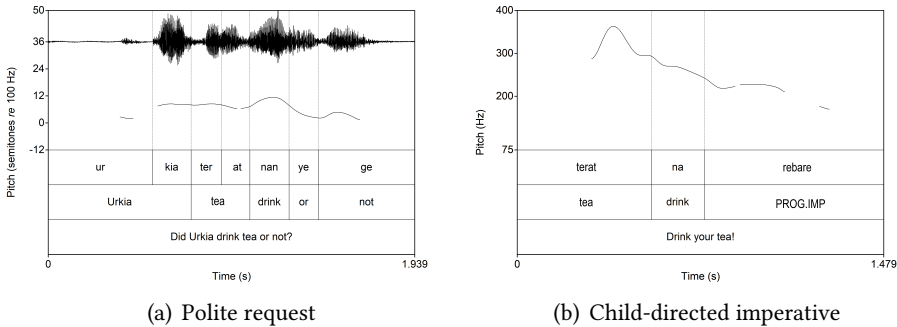 50
36
24
12
0
-12
Pitch (semitones re 100 Hz)
ur kia ter at nan ye ge
Urkia tea drink or not
Did Urkia drink tea or not?
0 1.939
Time (s)
(a) Polite request
400
300
200
75
Pitch (Hz)
terat na rebare
tea drink PROG.IMP
Drink your tea!
0 1.479
Time (s)
(b) Child-directed imperative